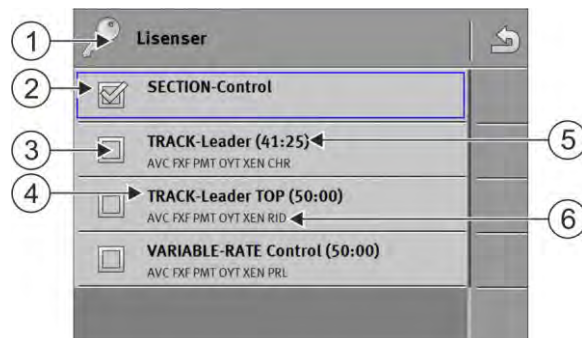 1
Lisenser
2
SECTION-Control
3
TRACK-Leader (41:25)
5
AVC FXF PMT OYT XEN CHR
4
TRACK-Leader TOP (50:00)
AVC FXF PMT OYT XEN RID
6
VARIABLE-RATE Control (50:00)
AVC FXF PMT OYT XEN PRL